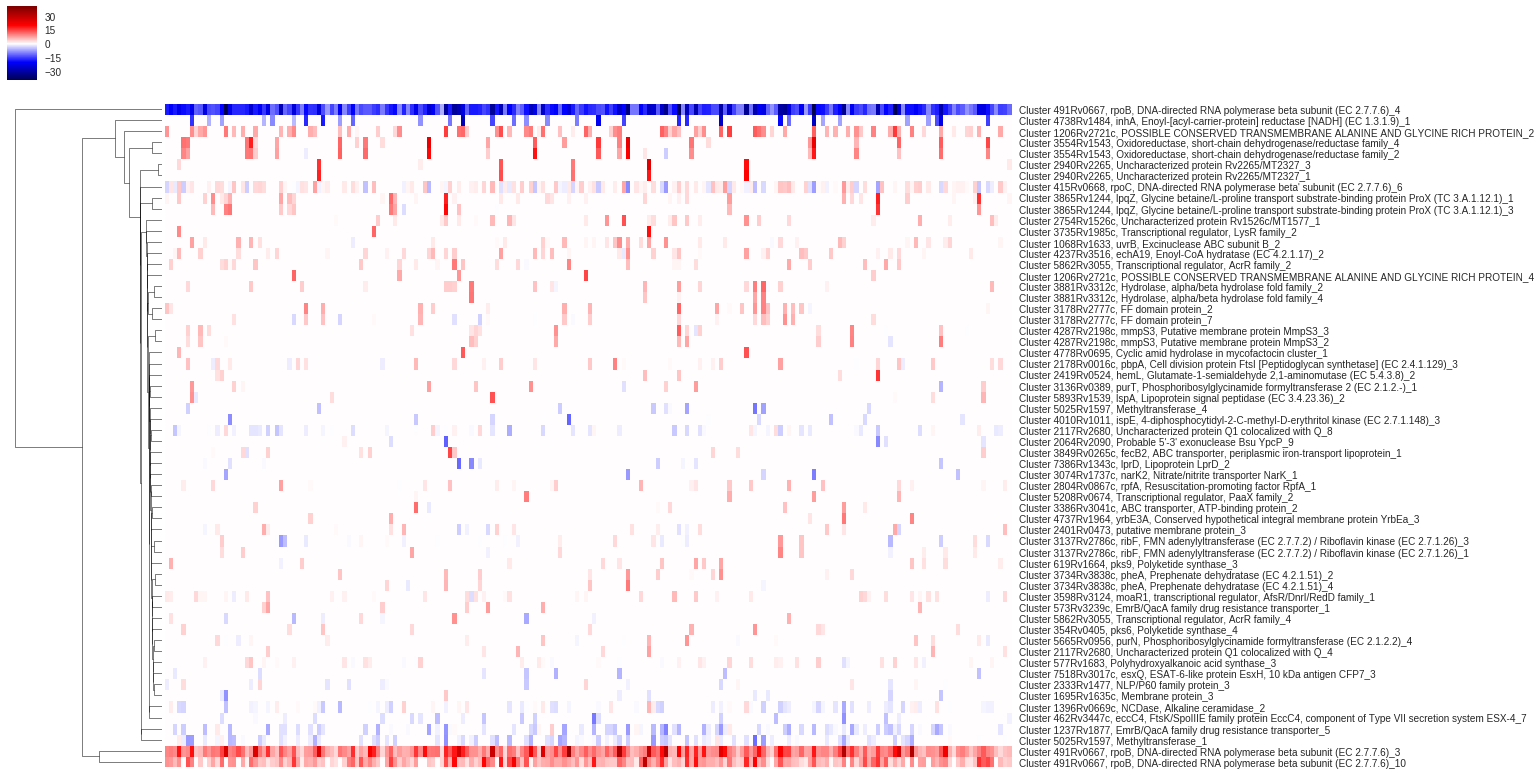 30
15
0
−15
−30
Cluster 491Rv0667, rpoB, DNA-directed RNA polymerase beta subunit (EC 2.7.7.6)_4
Cluster 4738Rv1484, inhA, Enoyl-[acyl-carrier-protein] reductase [NADH] (EC 1.3.1.9)_1
Cluster 1206Rv2721c, POSSIBLE CONSERVED TRANSMEMBRANE ALANINE AND GLYCINE RICH PROTEIN_2
Cluster 3554Rv1543, Oxidoreductase, short-chain dehydrogenase/reductase family_4
Cluster 3554Rv1543, Oxidoreductase, short-chain dehydrogenase/reductase family_2
Cluster 2940Rv2265, Uncharacterized protein Rv2265/MT2327_3
Cluster 2940Rv2265, Uncharacterized protein Rv2265/MT2327_1
Cluster 415Rv0668, rpoC, DNA-directed RNA polymerase beta' subunit (EC 2.7.7.6)_6
Cluster 3865Rv1244, lpqZ, Glycine betaine/L-proline transport substrate-binding protein ProX (TC 3.A.1.12.1)_1
Cluster 3865Rv1244, lpqZ, Glycine betaine/L-proline transport substrate-binding protein ProX (TC 3.A.1.12.1)_3
Cluster 2754Rv1526c, Uncharacterized protein Rv1526c/MT1577_1
Cluster 3735Rv1985c, Transcriptional regulator, LysR family_2
Cluster 1068Rv1633, uvrB, Excinuclease ABC subunit B_2
Cluster 4237Rv3516, echA19, Enoyl-CoA hydratase (EC 4.2.1.17)_2
Cluster 5862Rv3055, Transcriptional regulator, AcrR family_2
Cluster 1206Rv2721c, POSSIBLE CONSERVED TRANSMEMBRANE ALANINE AND GLYCINE RICH PROTEIN_4
Cluster 3881Rv3312c, Hydrolase, alpha/beta hydrolase fold family_2
Cluster 3881Rv3312c, Hydrolase, alpha/beta hydrolase fold family_4
Cluster 3178Rv2777c, FF domain protein_2
Cluster 3178Rv2777c, FF domain protein_7
Cluster 4287Rv2198c, mmpS3, Putative membrane protein MmpS3_3
Cluster 4287Rv2198c, mmpS3, Putative membrane protein MmpS3_2
Cluster 4778Rv0695, Cyclic amid hydrolase in mycofactocin cluster_1
Cluster 2178Rv0016c, pbpA, Cell division protein FtsI [Peptidoglycan synthetase] (EC 2.4.1.129)_3
Cluster 2419Rv0524, hemL, Glutamate-1-semialdehyde 2,1-aminomutase (EC 5.4.3.8)_2
Cluster 3136Rv0389, purT, Phosphoribosylglycinamide formyltransferase 2 (EC 2.1.2.-)_1
Cluster 5893Rv1539, lspA, Lipoprotein signal peptidase (EC 3.4.23.36)_2
Cluster 5025Rv1597, Methyltransferase_4
Cluster 4010Rv1011, ispE, 4-diphosphocytidyl-2-C-methyl-D-erythritol kinase (EC 2.7.1.148)_3
Cluster 2117Rv2680, Uncharacterized protein Q1 colocalized with Q_8
Cluster 2064Rv2090, Probable 5'-3' exonuclease Bsu YpcP_9
Cluster 3849Rv0265c, fecB2, ABC transporter, periplasmic iron-transport lipoprotein_1
Cluster 7386Rv1343c, lprD, Lipoprotein LprD_2
Cluster 3074Rv1737c, narK2, Nitrate/nitrite transporter NarK_1
Cluster 2804Rv0867c, rpfA, Resuscitation-promoting factor RpfA_1
Cluster 5208Rv0674, Transcriptional regulator, PaaX family_2
Cluster 3386Rv3041c, ABC transporter, ATP-binding protein_2
Cluster 4737Rv1964, yrbE3A, Conserved hypothetical integral membrane protein YrbEa_3
Cluster 2401Rv0473, putative membrane protein_3
Cluster 3137Rv2786c, ribF, FMN adenylyltransferase (EC 2.7.7.2) / Riboflavin kinase (EC 2.7.1.26)_3
Cluster 3137Rv2786c, ribF, FMN adenylyltransferase (EC 2.7.7.2) / Riboflavin kinase (EC 2.7.1.26)_1
Cluster 619Rv1664, pks9, Polyketide synthase_3
Cluster 3734Rv3838c, pheA, Prephenate dehydratase (EC 4.2.1.51)_2
Cluster 3734Rv3838c, pheA, Prephenate dehydratase (EC 4.2.1.51)_4
Cluster 3598Rv3124, moaR1, transcriptional regulator, AfsR/DnrI/RedD family_1
Cluster 573Rv3239c, EmrB/QacA family drug resistance transporter_1
Cluster 5862Rv3055, Transcriptional regulator, AcrR family_4
Cluster 354Rv0405, pks6, Polyketide synthase_4
Cluster 5665Rv0956, purN, Phosphoribosylglycinamide formyltransferase (EC 2.1.2.2)_4
Cluster 2117Rv2680, Uncharacterized protein Q1 colocalized with Q_4
Cluster 577Rv1683, Polyhydroxyalkanoic acid synthase_3
Cluster 7518Rv3017c, esxQ, ESAT-6-like protein EsxH, 10 kDa antigen CFP7_3
Cluster 2333Rv1477, NLP/P60 family protein_3
Cluster 1695Rv1635c, Membrane protein_3
Cluster 1396Rv0669c, NCDase, Alkaline ceramidase_2
Cluster 462Rv3447c, eccC4, FtsK/SpoIIIE family protein EccC4, component of Type VII secretion system ESX-4_7
Cluster 1237Rv1877, EmrB/QacA family drug resistance transporter_5
Cluster 5025Rv1597, Methyltransferase_1
Cluster 491Rv0667, rpoB, DNA-directed RNA polymerase beta subunit (EC 2.7.7.6)_3
Cluster 491Rv0667, rpoB, DNA-directed RNA polymerase beta subunit (EC 2.7.7.6)_10